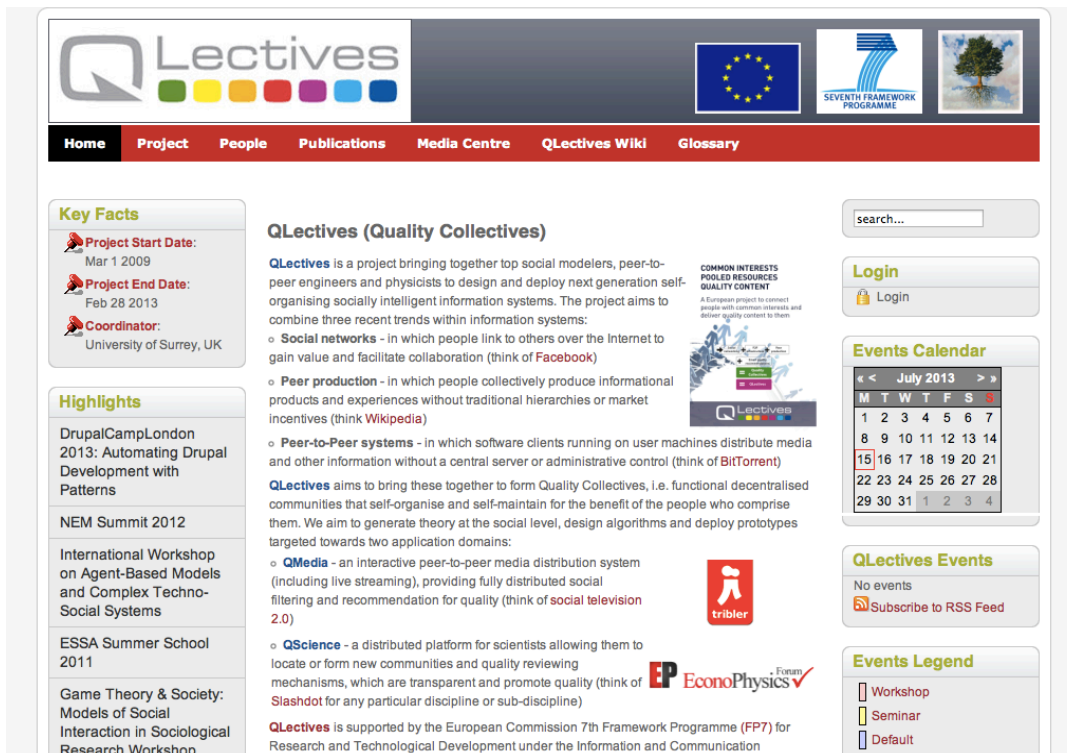 QLectives
SEVENTH FRAMEWORK
PROGRAMME
Home Project People Publications Media Centre QLectives Wiki Glossary
Key Facts
Project Start Date:
Mar 1 2009
Project End Date:
Feb 28 2013
Coordinator:
University of Surrey, UK
Highlights
DrupalCampLondon
2013: Automating Drupal
Development with
Patterns
NEM Summit 2012
International Workshop
on Agent-Based Models
and Complex Techno-
Social Systems
ESSA Summer School
2011
Game Theory & Society:
Models of Social
Interaction in Sociological
Research Workshop
QLectives (Quality Collectives)
QLectives is a project bringing together top social modelers, peer-to-
peer engineers and physicists to design and deploy next generation self-
organising socially intelligent information systems. The project aims to
combine three recent trends within information systems:
Social networks - in which people link to others over the Internet to
gain value and facilitate collaboration (think of Facebook)
Peer production - in which people collectively produce informational
products and experiences without traditional hierarchies or market
incentives (think Wikipedia)
Peer-to-Peer systems - in which software clients running on user machines distribute media
and other information without a central server or administrative control (think of BitTorrent)
QLectives aims to bring these together to form Quality Collectives, i.e. functional decentralised
communities that self-organise and self-maintain for the benefit of the people who comprise
them. We aim to generate theory at the social level, design algorithms and deploy prototypes
targeted towards two application domains:
QMedia - an interactive peer-to-peer media distribution system
(including live streaming), providing fully distributed social
filtering and recommendation for quality (think of social television
2.0)
QScience - a distributed platform for scientists allowing them to
locate or form new communities and quality reviewing
mechanisms, which are transparent and promote quality (think of
Slashdot for any particular discipline or sub-discipline)
QLectives is supported by the European Commission 7th Framework Programme (FP7) for
Research and Technological Development under the Information and Communication
COMMON INTERESTS
POOLED RESOURCES
QUALITY CONTENT
A European project to connect
people with common interests and
deliver quality content to them
QLectives
tribler
EP EconoPhysics Forum
search...
Login
Login
Events Calendar
« < July 2013 > »
M T W T F S S
1 2 3 4 5 6 7
8 9 10 11 12 13 14
15 16 17 18 19 20 21
22 23 24 25 26 27 28
29 30 31 1 2 3 4
QLectives Events
No events
Subscribe to RSS Feed
Events Legend
Workshop
Seminar
Default